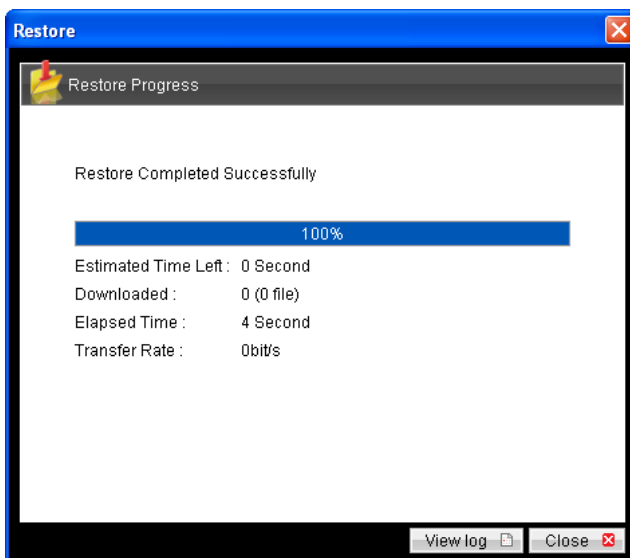 Restore
Restore Progress
Restore Completed Successfully
100%
Estimated Time Left : 0 Second
Downloaded : 0 (0 file)
Elapsed Time : 4 Second
Transfer Rate : 0bit/s
View log Close